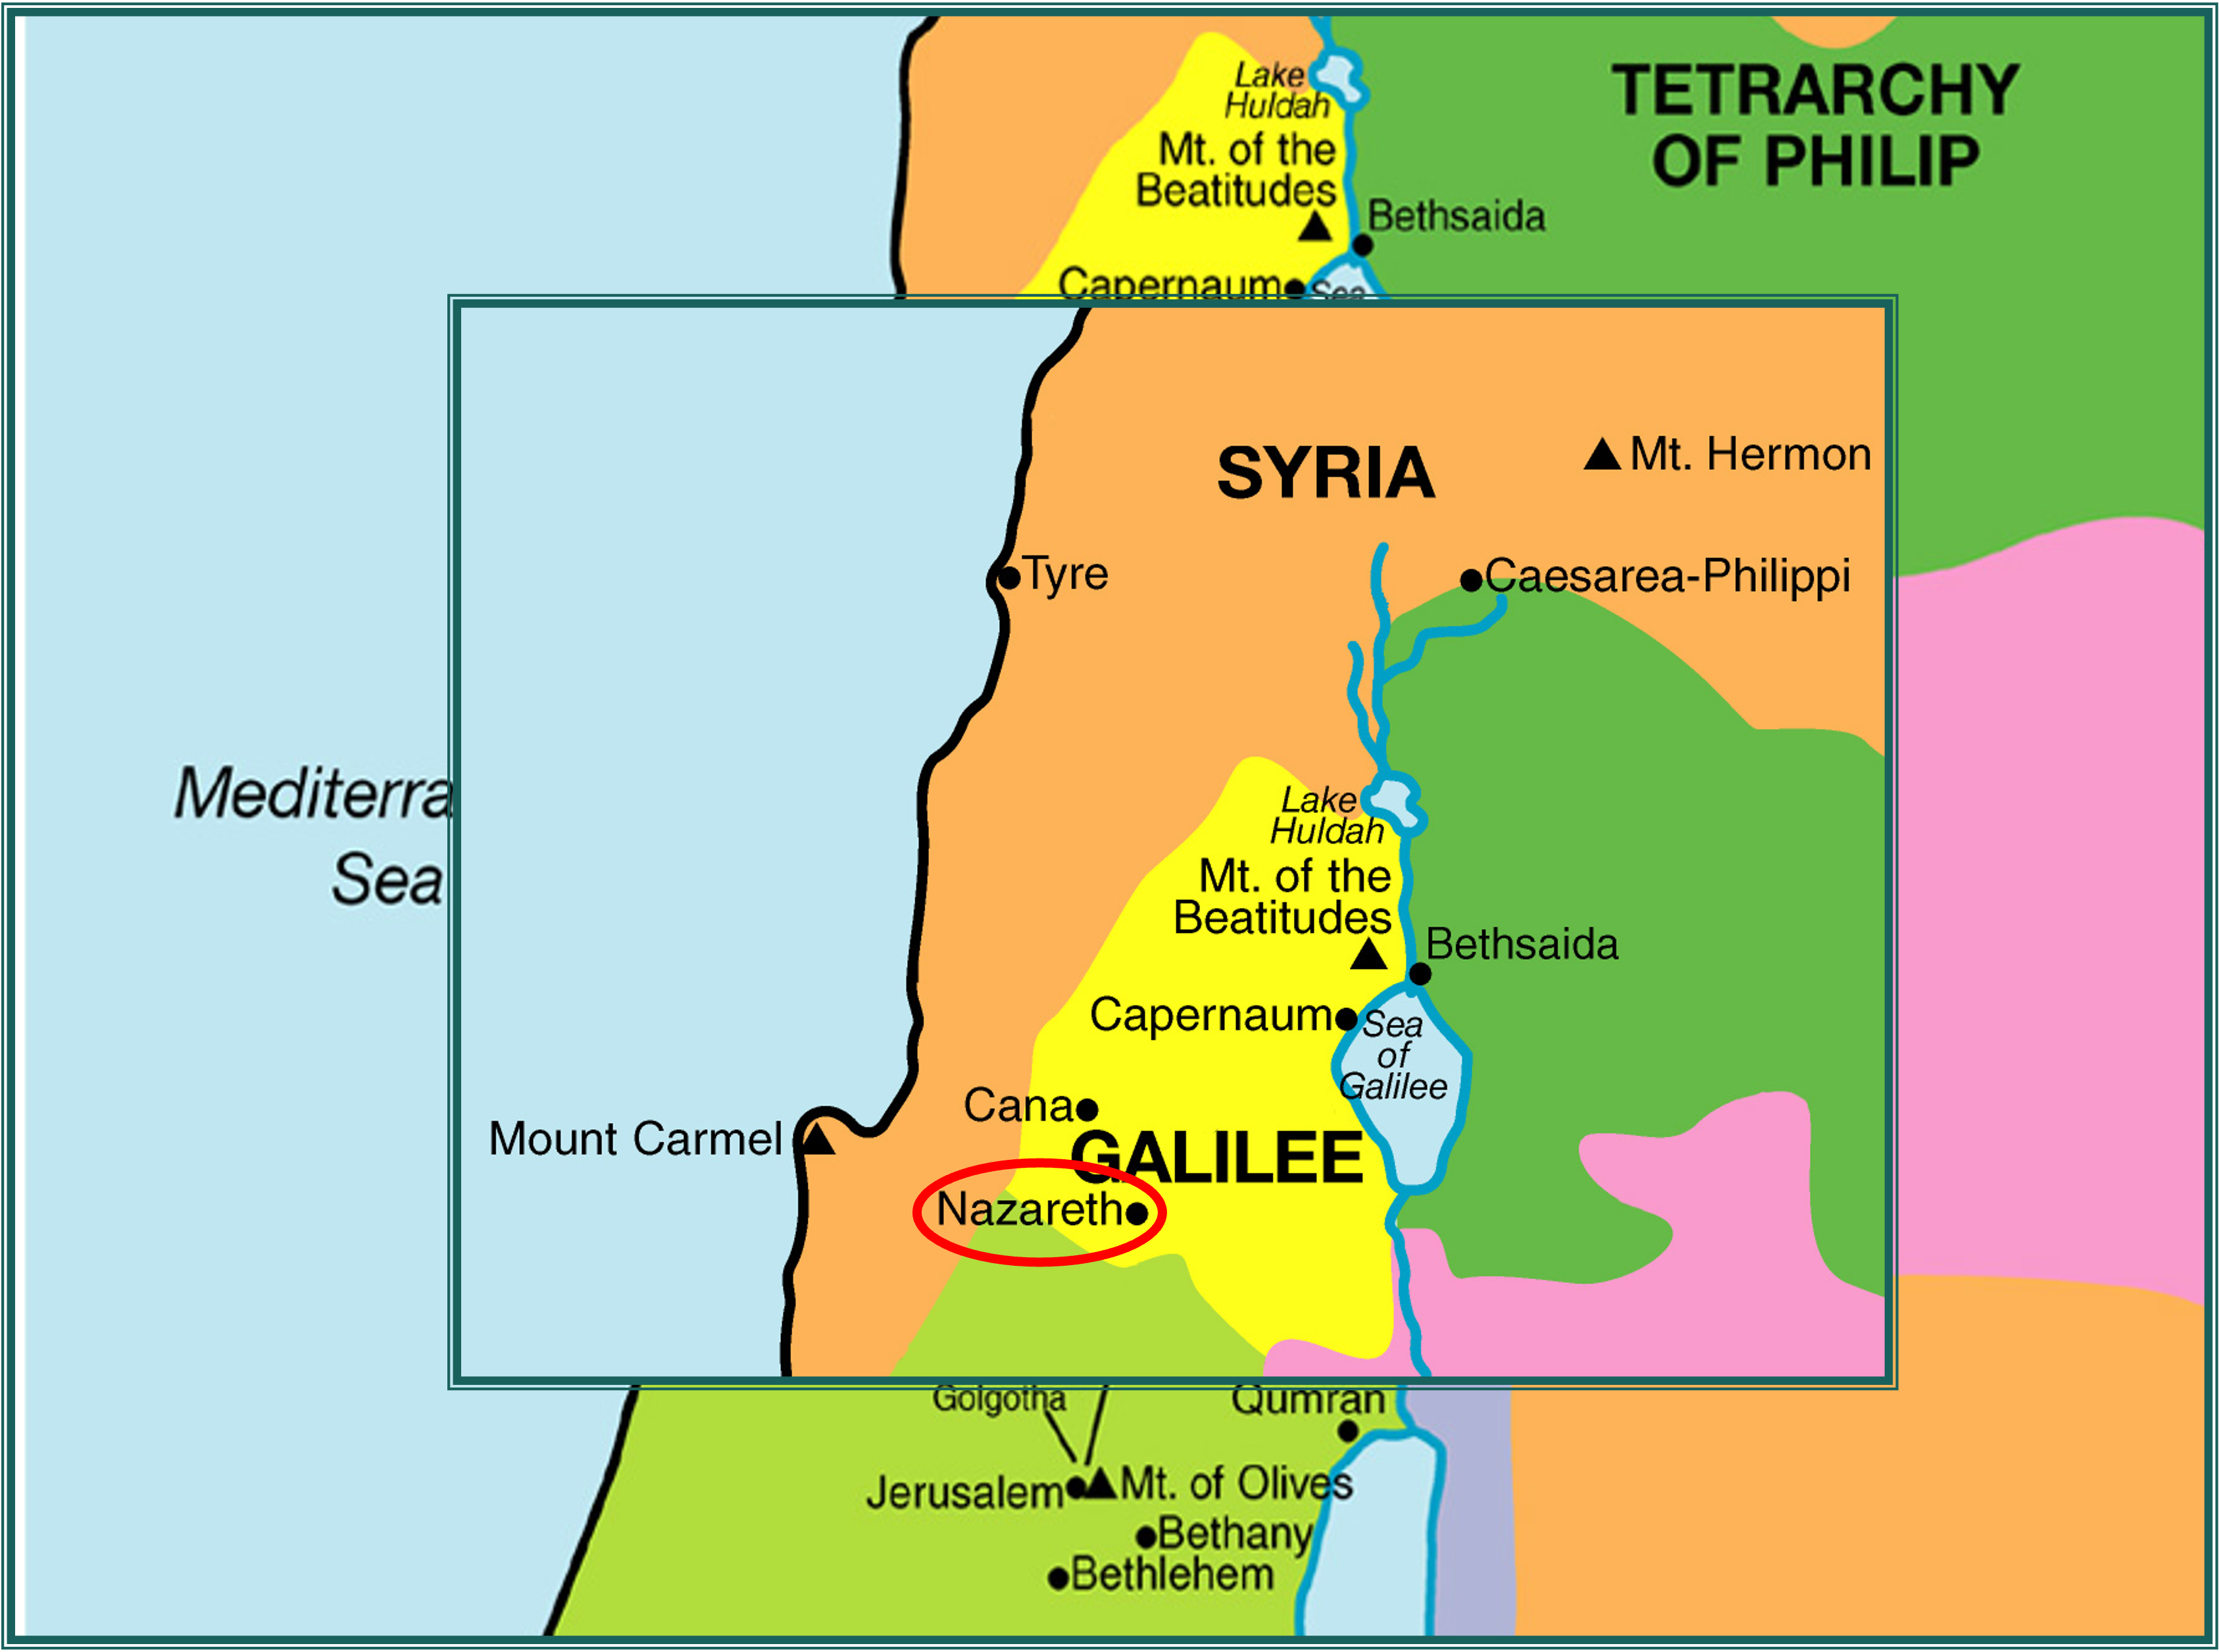 Lake
Huldah
TETRARCHY
OF PHILIP
Mt. of the
Beatitudes
Bethsaida
Capernaum
Sea
SYRIA
Mt. Hermon
Tyre
Caesarea-Philippi
Mediterra
Sea
Lake
Huldah
Mt. of the
Beatitudes
Bethsaida
Capernaum
Sea
of
Galilee
Cana
Mount Carmel
GALILEE
Nazareth
Golgotha
Qumran
Jerusalem
Mt. of Olives
Bethany
Bethlehem